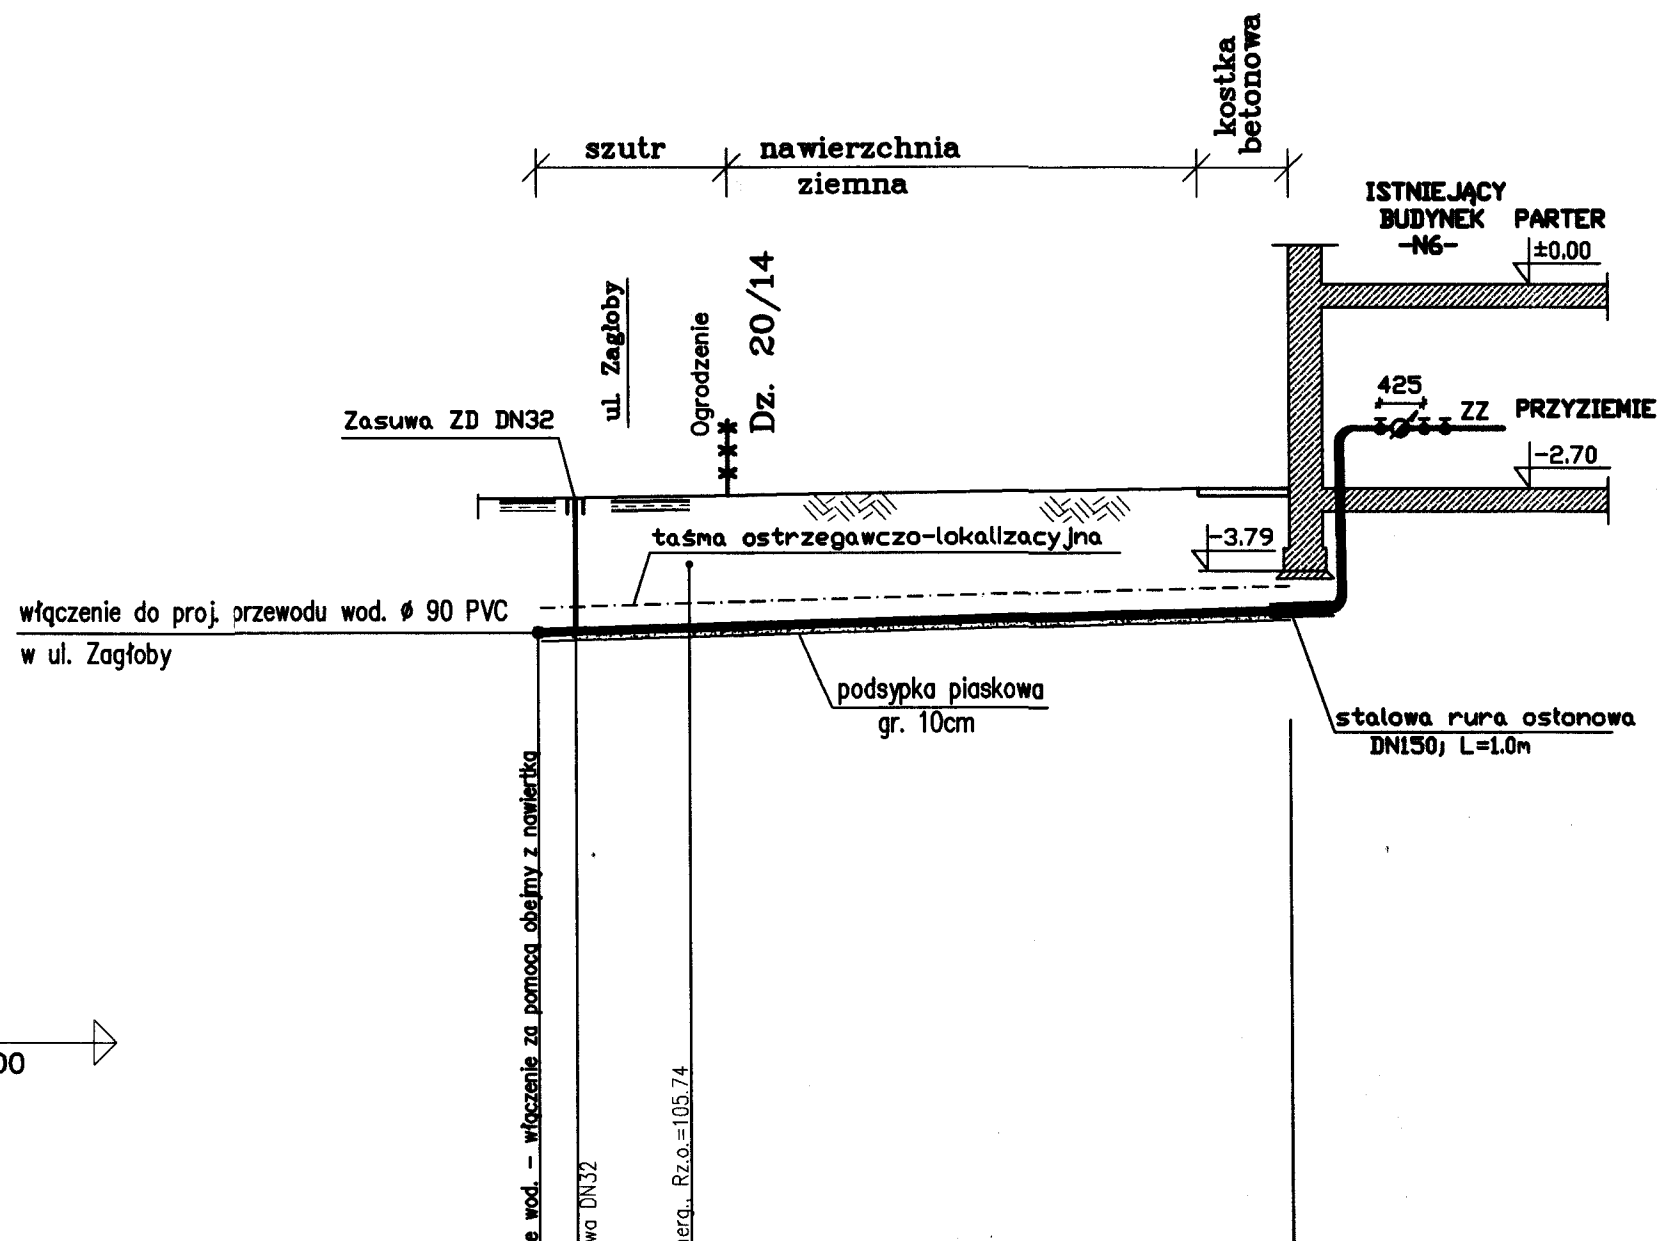 kostka
betonowa
szutr
nawierzchnia
ziemna
ISTNIEJĄCY
BUDYNEK
-N6-
PARTER
±0.00
ul. Zagłoby
Ogrodzenie
Dz. 20/14
Zasuwa ZD DN32
425
ZZ
PRZYZIEMIE
-2.70
taśma ostrzegawczo-lokalizacyjna
-3.79
włączenie do proj. przewodu wod. ø 90 PVC
w ul. Zagłoby
podsypka piaskowa
gr. 10cm
stalowa rura osłonowa
DN150; L=1.0m
wod. - włączenie za pomocą obejmy z nawiertką
DN32
Rz.o.=105.74
00